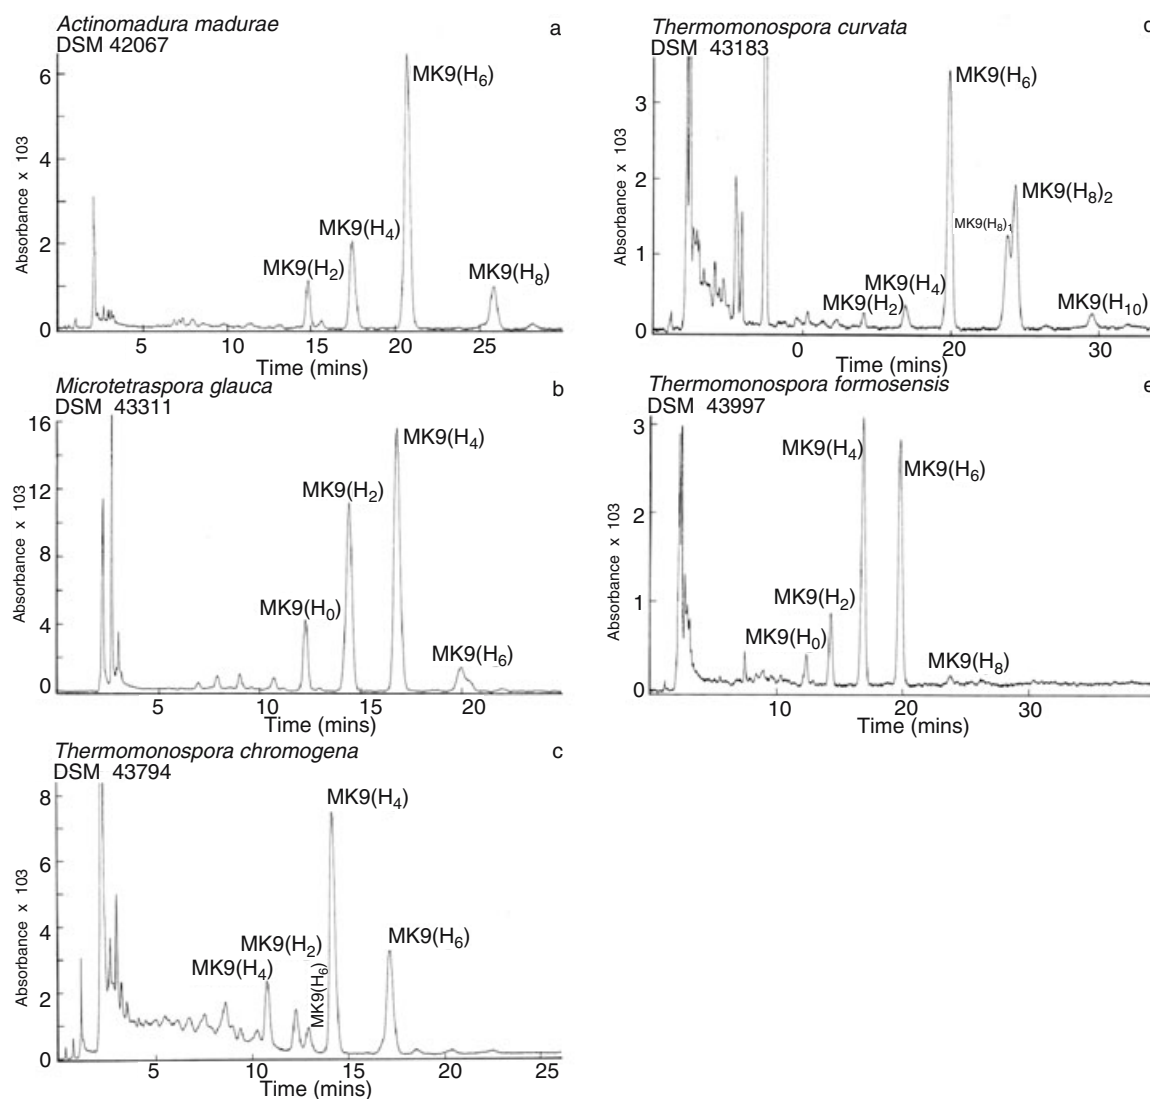 Actinomadura madurae
DSM 42067
a
6
4
2
0
Absorbance x 103
MK9(H2)
MK9(H4)
MK9(H6)
MK9(H8)
5
10
15
20
25
Time (mins)
Microtetraspora glauca
DSM 43311
b
16
12
8
4
0
Absorbance x 103
MK9(H0)
MK9(H2)
MK9(H4)
MK9(H6)
5
10
15
20
Time (mins)
Thermomonospora chromogena
DSM 43794
c
8
6
4
2
0
Absorbance x 103
MK9(H4)
MK9(H2)
MK9(H6)
MK9(H4)
MK9(H6)
5
10
15
20
25
Time (mins)
Thermomonospora curvata
DSM 43183
3
2
1
0
Absorbance x 103
MK9(H2)
MK9(H4)
MK9(H6)
MK9(H8)1
MK9(H8)2
MK9(H10)
0
20
30
Time (mins)
Thermomonospora formosensis
DSM 43997
e
3
2
1
0
Absorbance x 103
MK9(H0)
MK9(H2)
MK9(H4)
MK9(H6)
MK9(H8)
10
20
30
Time (mins)